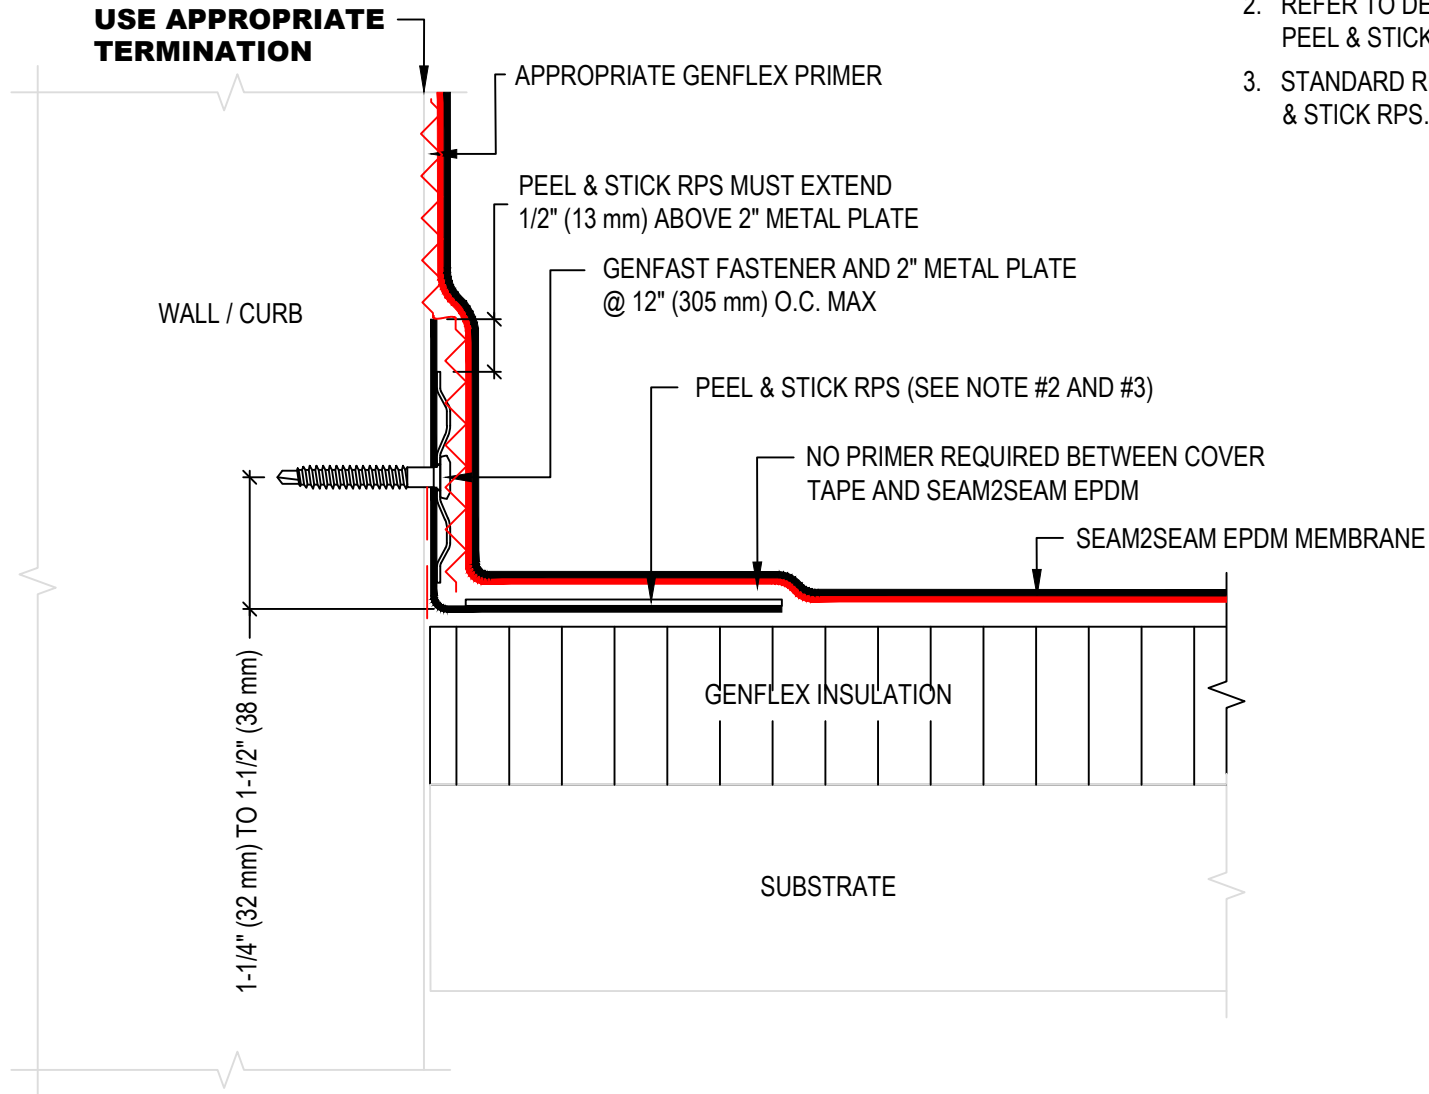 USE APPROPRIATE
TERMINATION
2. REFER TO
PEEL & STICK
3. STANDARD
& STICK RPS.
APPROPRIATE GENFLEX PRIMER
PEEL & STICK RPS MUST EXTEND
1/2" (13 mm) ABOVE 2" METAL PLATE
GENFAST FASTENER AND 2" METAL PLATE
@ 12" (305 mm) O.C. MAX
WALL / CURB
PEEL & STICK RPS (SEE NOTE #2 AND #3)
NO PRIMER REQUIRED BETWEEN COVER
TAPE AND SEAM2SEAM EPDM
SEAM2SEAM EPDM MEMBRANE
1-1/4" (32 mm) TO 1-1/2" (38 mm)
GENFLEX INSULATION
SUBSTRATE